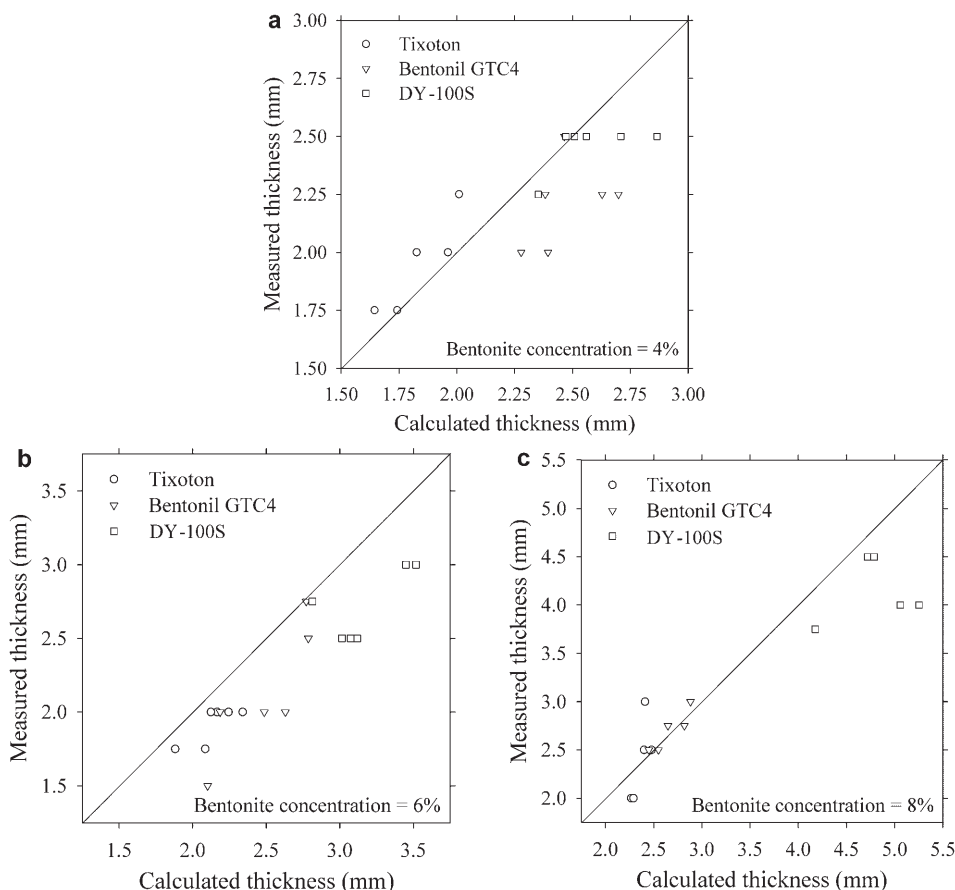 a
3.00
2.75
2.50
2.25
2.00
1.75
1.50
Measured thickness (mm)
Tixoton
Bentonil GTC4
DY-100S
Bentonite concentration = 4%
1.50 1.75 2.00 2.25 2.50 2.75 3.00
Calculated thickness (mm)
b
3.5
3.0
2.5
2.0
1.5
Measured thickness (mm)
Tixoton
Bentonil GTC4
DY-100S
Bentonite concentration = 6%
1.5 2.0 2.5 3.0 3.5
Calculated thickness (mm)
c
5.5
5.0
4.5
4.0
3.5
3.0
2.5
2.0
Measured thickness (mm)
Tixoton
Bentonil GTC4
DY-100S
Bentonite concentration = 8%
2.0 2.5 3.0 3.5 4.0 4.5 5.0 5.5
Calculated thickness (mm)